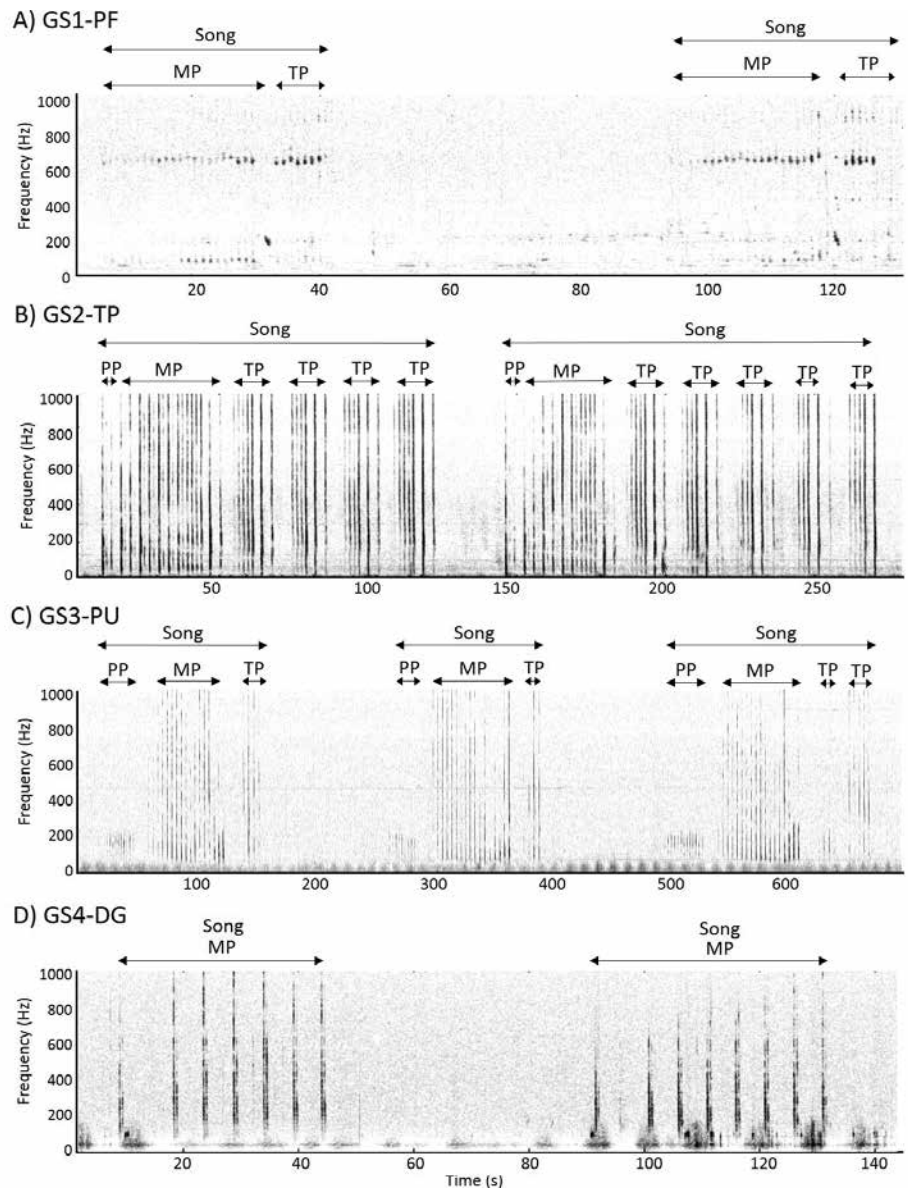 A) GS1-PF
Song Song
MP TP MP TP
1000
800
600
400
200
0
Frequency (Hz)
20 40 60 80 100 120
B) GS2-TP
Song Song
PP MP TP TP TP TP PP MP TP TP TP TP TP
1000
800
600
400
200
0
Frequency (Hz)
50 100 150 200 250
C) GS3-PU
Song Song Song
PP MP TP PP MP TP PP MP TP TP
1000
800
600
400
200
0
Frequency (Hz)
100 200 300 400 500 600
D) GS4-DG
Song Song
MP MP
1000
800
600
400
200
0
Frequency (Hz)
20 40 60 80 100 120 140
Time (s)